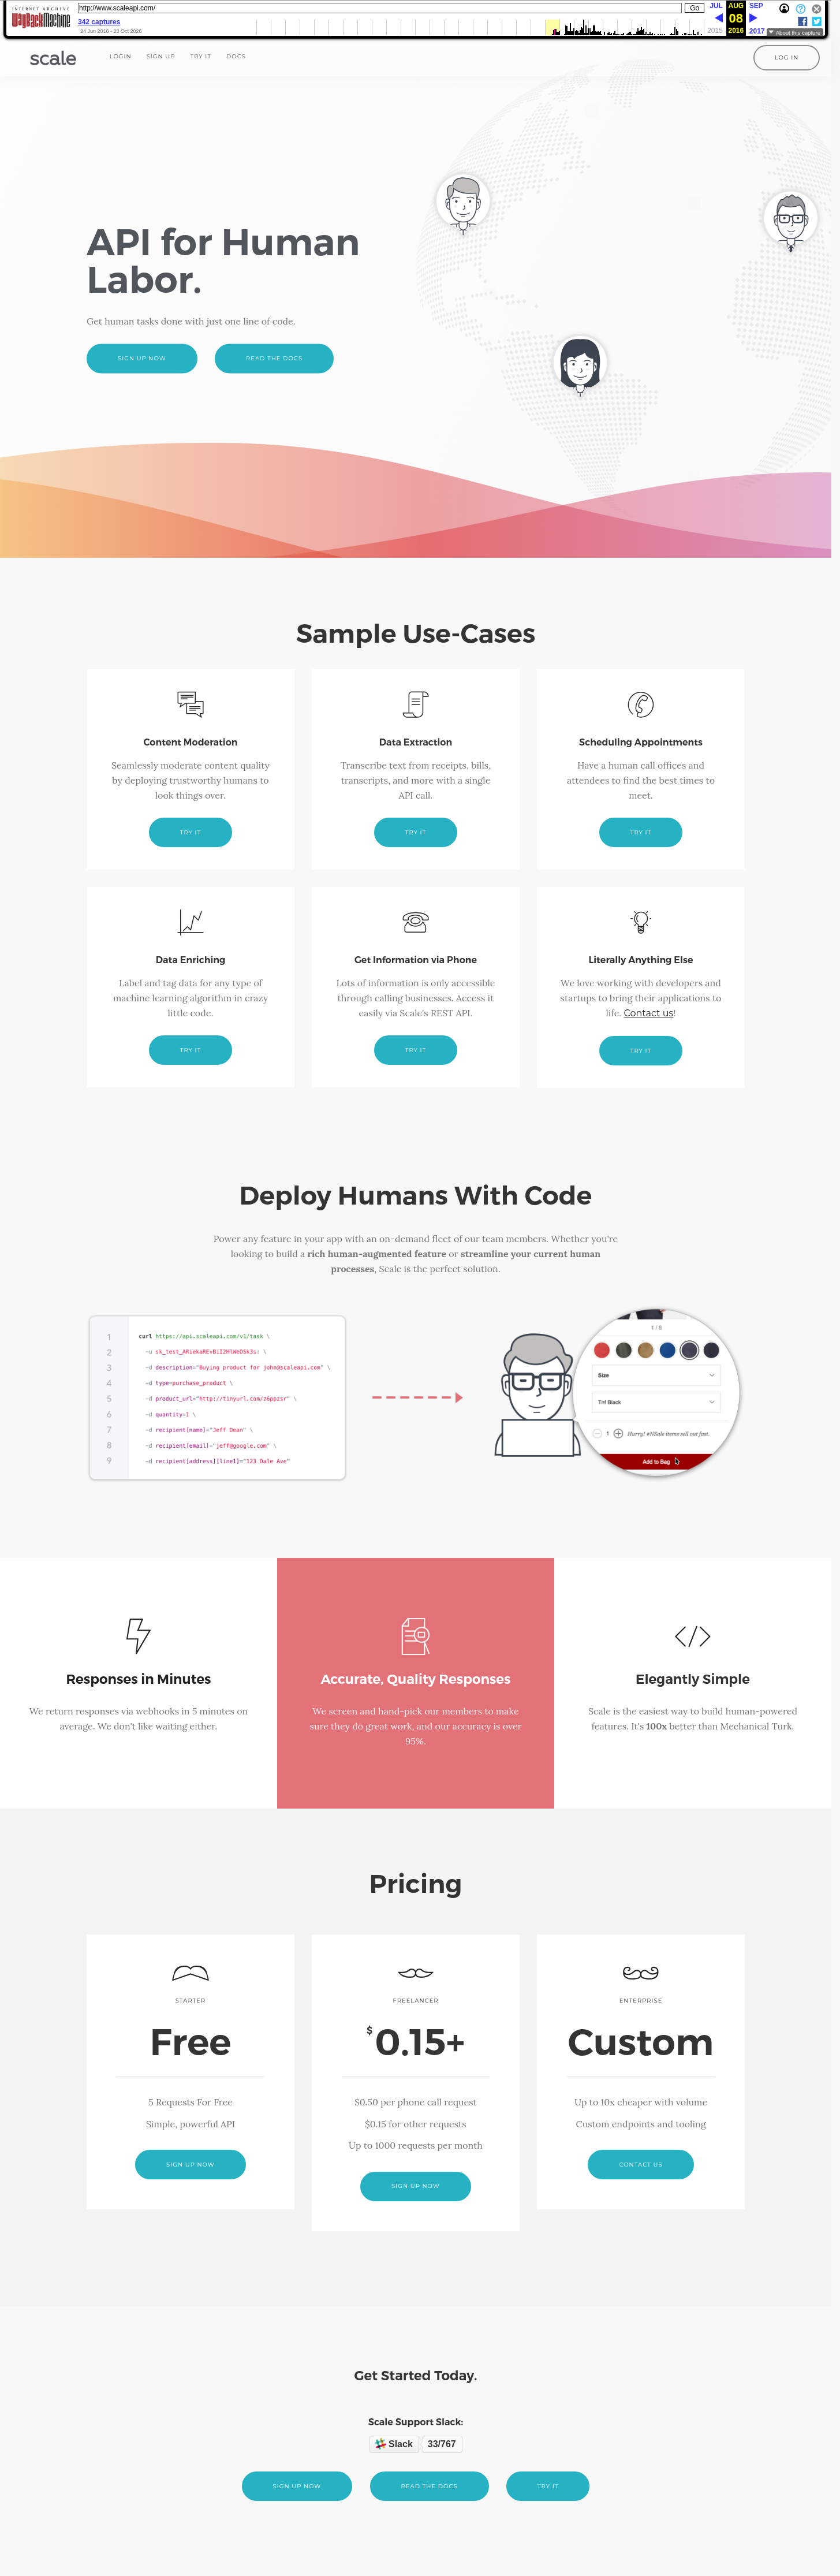 INTERNET ARCHIVE
WayBackMachine
http://www.scaleapi.com/
Go
342 captures
24 Jun 2016 - 23 Oct 2026
JUL AUG SEP
08
2015 2016 2017
About this capture
scale
LOGIN SIGN UP TRY IT DOCS
LOG IN
API for Human
Labor.
Get human tasks done with just one line of code.
SIGN UP NOW READ THE DOCS
Sample Use-Cases
Content Moderation
Seamlessly moderate content quality
by deploying trustworthy humans to
look things over.
TRY IT
Data Extraction
Transcribe text from receipts, bills,
transcripts, and more with a single
API call.
TRY IT
Scheduling Appointments
Have a human call offices and
attendees to find the best times to
meet.
TRY IT
Data Enriching
Label and tag data for any type of
machine learning algorithm in crazy
little code.
TRY IT
Get Information via Phone
Lots of information is only accessible
through calling businesses. Access it
easily via Scale's REST API.
TRY IT
Literally Anything Else
We love working with developers and
startups to bring their applications to
life. Contact us!
TRY IT
Deploy Humans With Code
Power any feature in your app with an on-demand fleet of our team members. Whether you're
looking to build a rich human-augmented feature or streamline your current human
processes, Scale is the perfect solution.
1 curl https://api.scaleapi.com/v1/task \
2 -u sk_test_ARiekaREvBiI2HlWeDSk3s: \
3 -d description="Buying product for john@scaleapi.com" \
4 -d type=purchase_product \
5 -d product_url="http://tinyurl.com/z6ppzsr" \
6 -d quantity=1 \
7 -d recipient[name]="Jeff Dean" \
8 -d recipient[email]="jeff@google.com" \
9 -d recipient[address][line1]="123 Dale Ave"
1 / 8
Size
Tnf Black
1 Hurry! #NSale items sell out fast.
Add to Bag
Responses in Minutes
We return responses via webhooks in 5 minutes on
average. We don't like waiting either.
Accurate, Quality Responses
We screen and hand-pick our members to make
sure they do great work, and our accuracy is over
95%.
Elegantly Simple
Scale is the easiest way to build human-powered
features. It's 100x better than Mechanical Turk.
Pricing
STARTER
Free
5 Requests For Free
Simple, powerful API
SIGN UP NOW
FREELANCER
$0.15+
$0.50 per phone call request
$0.15 for other requests
Up to 1000 requests per month
SIGN UP NOW
ENTERPRISE
Custom
Up to 10x cheaper with volume
Custom endpoints and tooling
CONTACT US
Get Started Today.
Scale Support Slack:
Slack 33/767
SIGN UP NOW READ THE DOCS TRY IT